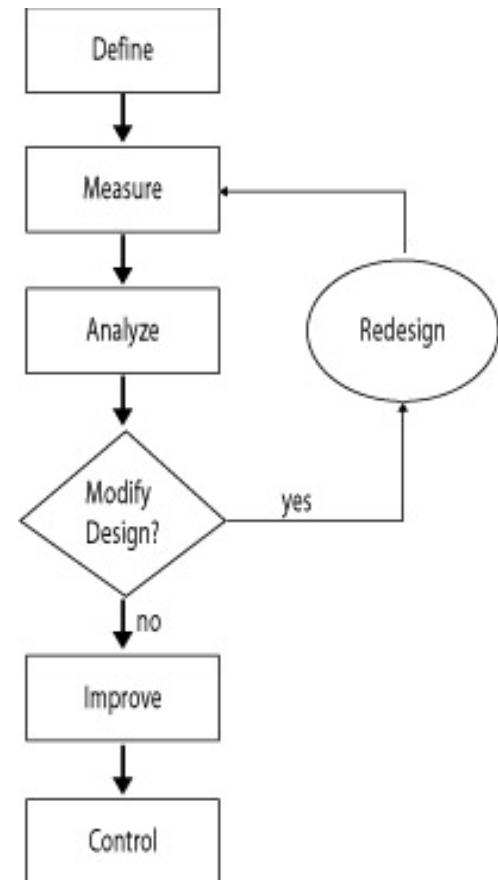 Define
Measure
Analyze
Redesign
Modify
Design?
yes
no
Improve
Control